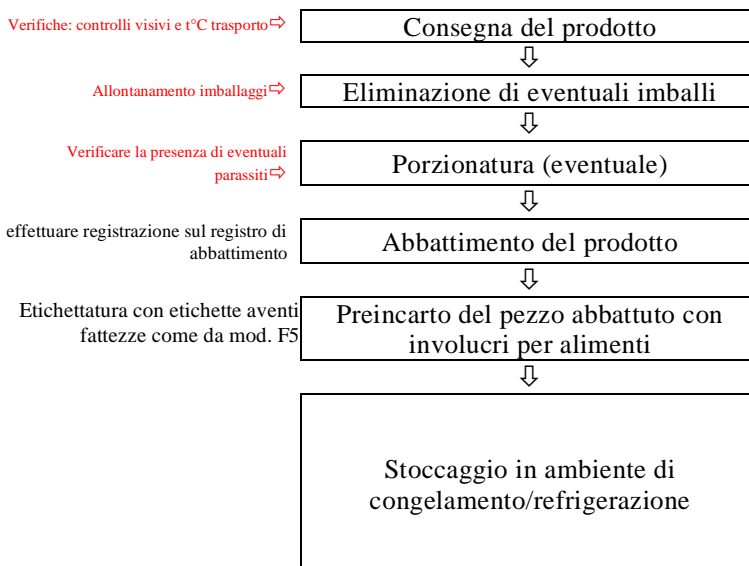 Verifiche: controlli visivi e t°C trasporto⇨
Consegna del prodotto
⇩
Allontanamento imballaggi⇨
Eliminazione di eventuali imballi
⇩
Verificare la presenza di eventuali
parassiti⇨
Porzionatura (eventuale)
⇩
effettuare registrazione sul registro di
abbattimento
Abbattimento del prodotto
⇩
Etichettatura con etichette aventi
fattezze come da mod. F5
Preincarto del pezzo abbattuto con
involucri per alimenti
⇩
Stoccaggio in ambiente di
congelamento/refrigerazione